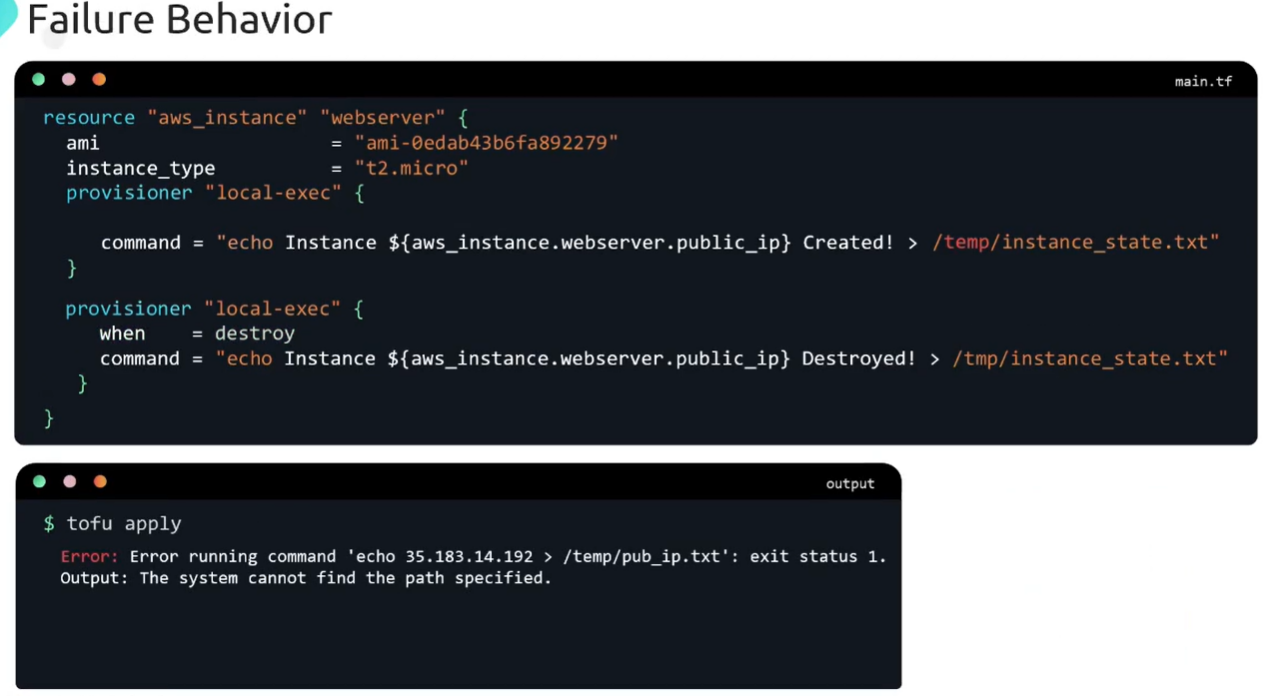 Failure Behavior
main.tf
resource "aws_instance" "webserver" {
ami = "ami-0edab43b6fa892279"
instance_type = "t2.micro"
provisioner "local-exec" {
command = "echo Instance ${aws_instance.webserver.public_ip} Created! > /temp/instance_state.txt"
}
provisioner "local-exec" {
when = destroy
command = "echo Instance ${aws_instance.webserver.public_ip} Destroyed! > /tmp/instance_state.txt"
}
}
output
$ tofu apply
Error: Error running command 'echo 35.183.14.192 > /temp/pub_ip.txt': exit status 1.
Output: The system cannot find the path specified.